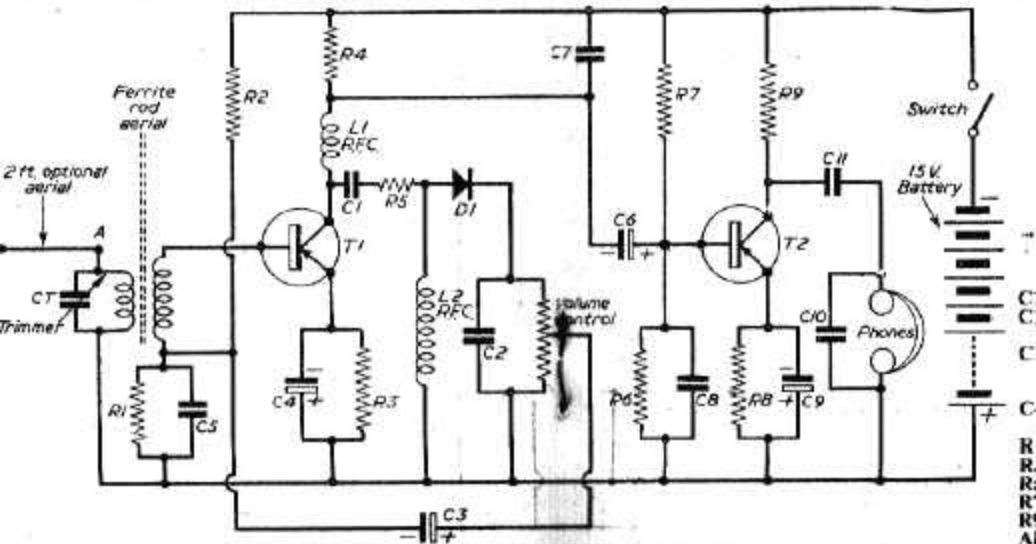 R4
C7
R2
R7
R9
Switch
Ferrite
rod
aerial
L1
RFC
2 ft. optional
aerial
C1
R5
D1
C11
15 V.
Battery
−
A
T1
C6
− +
T2
CT
Trimmer
L2
RFC
C2
Volume
C10
Phones
R1
C5
C4
−
+
R3
R6
C8
R8
−
+
C9
+
C3
− +
C
C
C
C
R
R
R
R